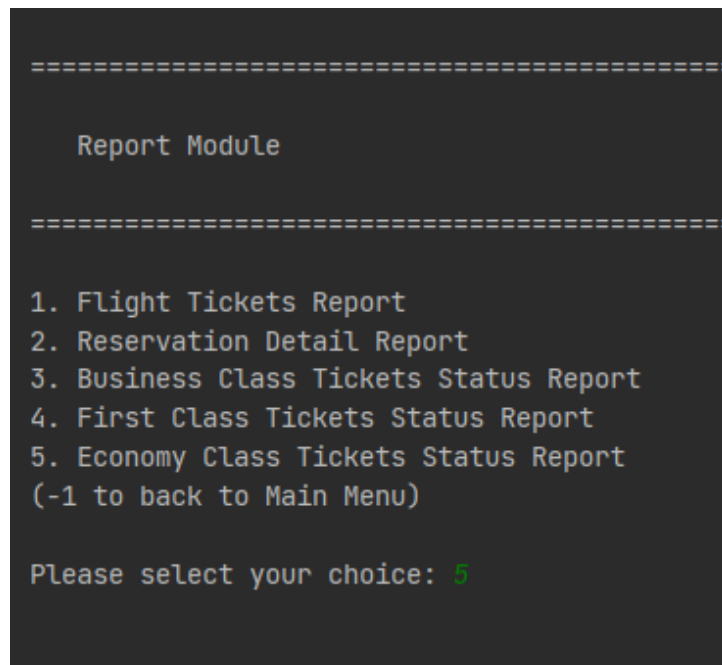 ============================================
Report Module
============================================
1. Flight Tickets Report
2. Reservation Detail Report
3. Business Class Tickets Status Report
4. First Class Tickets Status Report
5. Economy Class Tickets Status Report
(-1 to back to Main Menu)
Please select your choice: 5